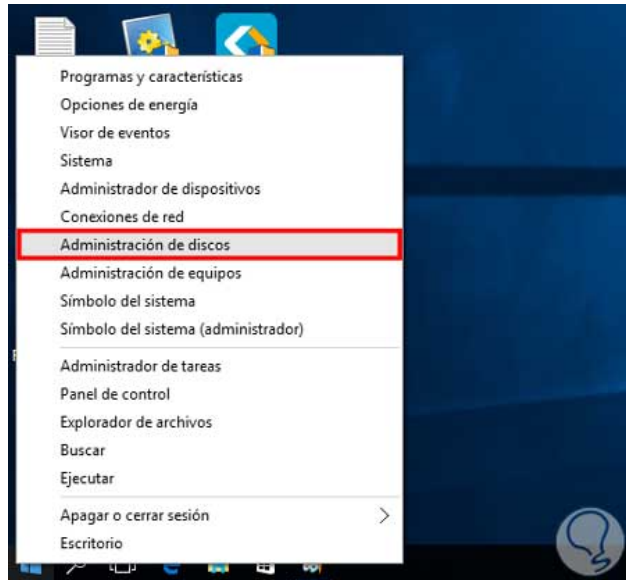 Programas y características
Opciones de energía
Visor de eventos
Sistema
Administrador de dispositivos
Conexiones de red
Administración de discos
Administración de equipos
Símbolo del sistema
Símbolo del sistema (administrador)
Administrador de tareas
Panel de control
Explorador de archivos
Buscar
Ejecutar
Apagar o cerrar sesión
Escritorio